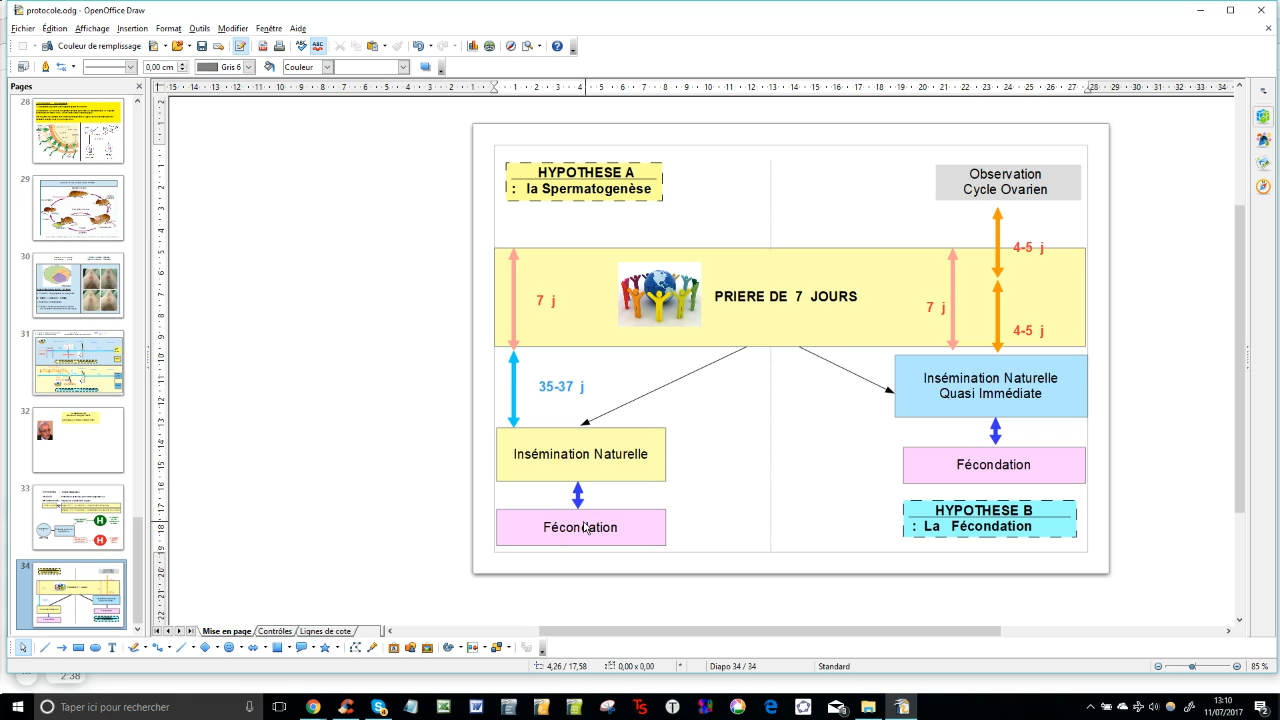 protocole.odg - OpenOffice Draw
Fichier Édition Affichage Insertion Format Outils Modifier Fenêtre Aide
Couleur de remplissage
0,00 cm Gris 6 Couleur
Pages
28
29
30
31
32
33
34
HYPOTHESE A
: la Spermatogenèse
Observation
Cycle Ovarien
4-5 j
7 j
PRIERE DE 7 JOURS
7 j
4-5 j
35-37 j
Insémination Naturelle
Quasi Immédiate
Insémination Naturelle
Fécondation
Fécondation
HYPOTHESE B
: La Fécondation
Mise en page Contrôles Lignes de cote
4,26 / 17,58 0,00 x 0,00 * Diapo 34 / 34 Standard 85 %
2:38
Taper ici pour rechercher
13:10
11/07/2017